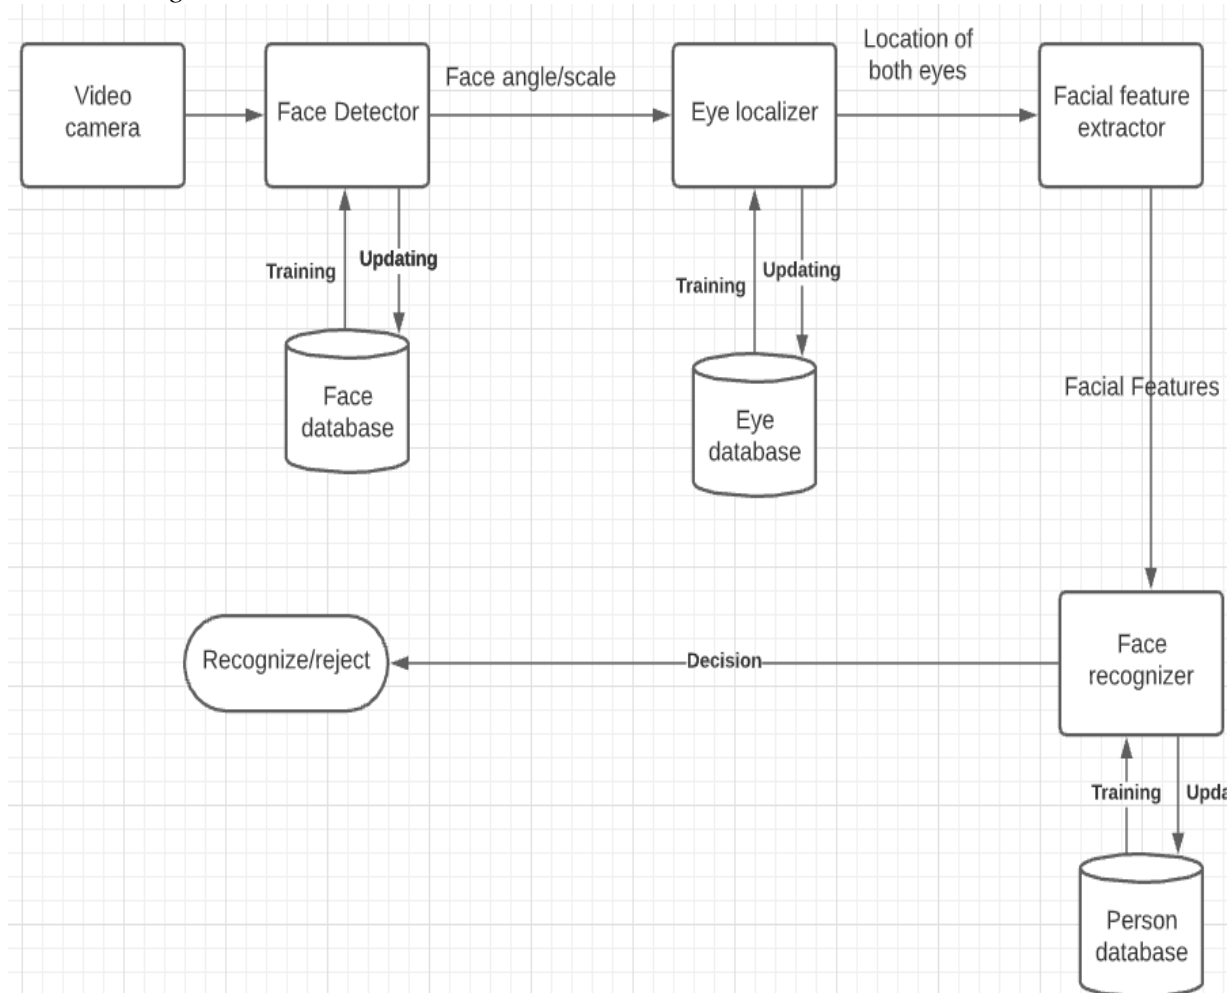 Video
camera
Face Detector
Face angle/scale
Eye localizer
Location of
both eyes
Facial feature
extractor
Training
Updating
Training
Updating
Face
database
Eye
database
Facial Features
Recognize/reject
Decision
Face
recognizer
Training
Upda
Person
database